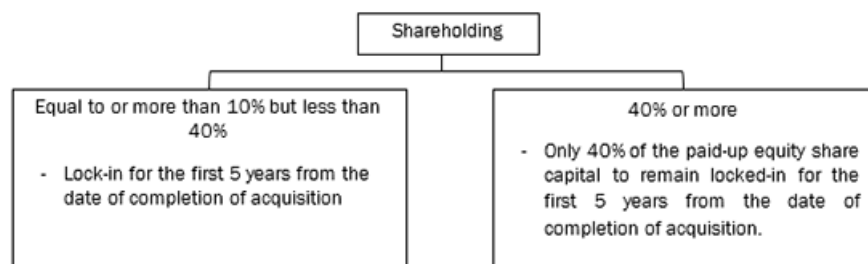 Shareholding
Equal to or more than 10% but less than
40%
- Lock-in for the first 5 years from the
date of completion of acquisition
40% or more
- Only 40% of the paid-up equity share
capital to remain locked-in for the
first 5 years from the date of
completion of acquisition.